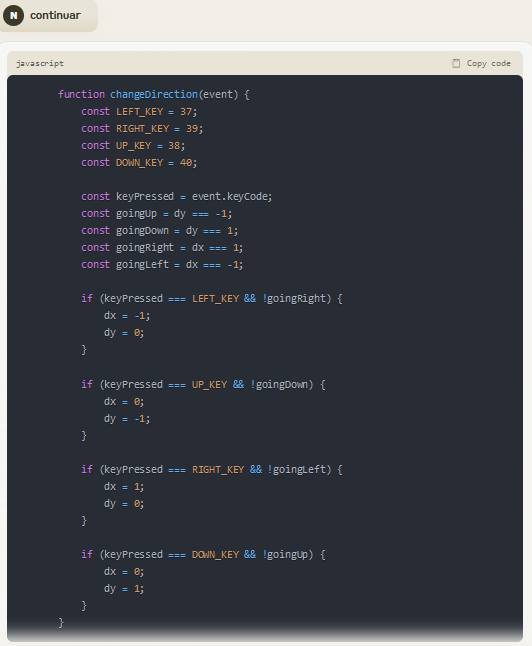 N continuar
javascript
Copy code
function changeDirection(event) {
const LEFT_KEY = 37;
const RIGHT_KEY = 39;
const UP_KEY = 38;
const DOWN_KEY = 40;
const keyPressed = event.keyCode;
const goingUp = dy === -1;
const goingDown = dy === 1;
const goingRight = dx === 1;
const goingLeft = dx === -1;
if (keyPressed === LEFT_KEY && !goingRight) {
dx = -1;
dy = 0;
}
if (keyPressed === UP_KEY && !goingDown) {
dx = 0;
dy = -1;
}
if (keyPressed === RIGHT_KEY && !goingLeft) {
dx = 1;
dy = 0;
}
if (keyPressed === DOWN_KEY && !goingUp) {
dx = 0;
dy = 1;
}
}